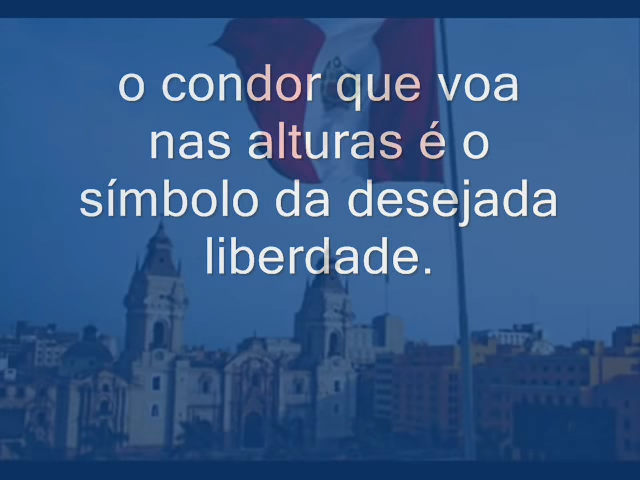 o condor que voa
nas alturas é o
símbolo da desejada
liberdade.